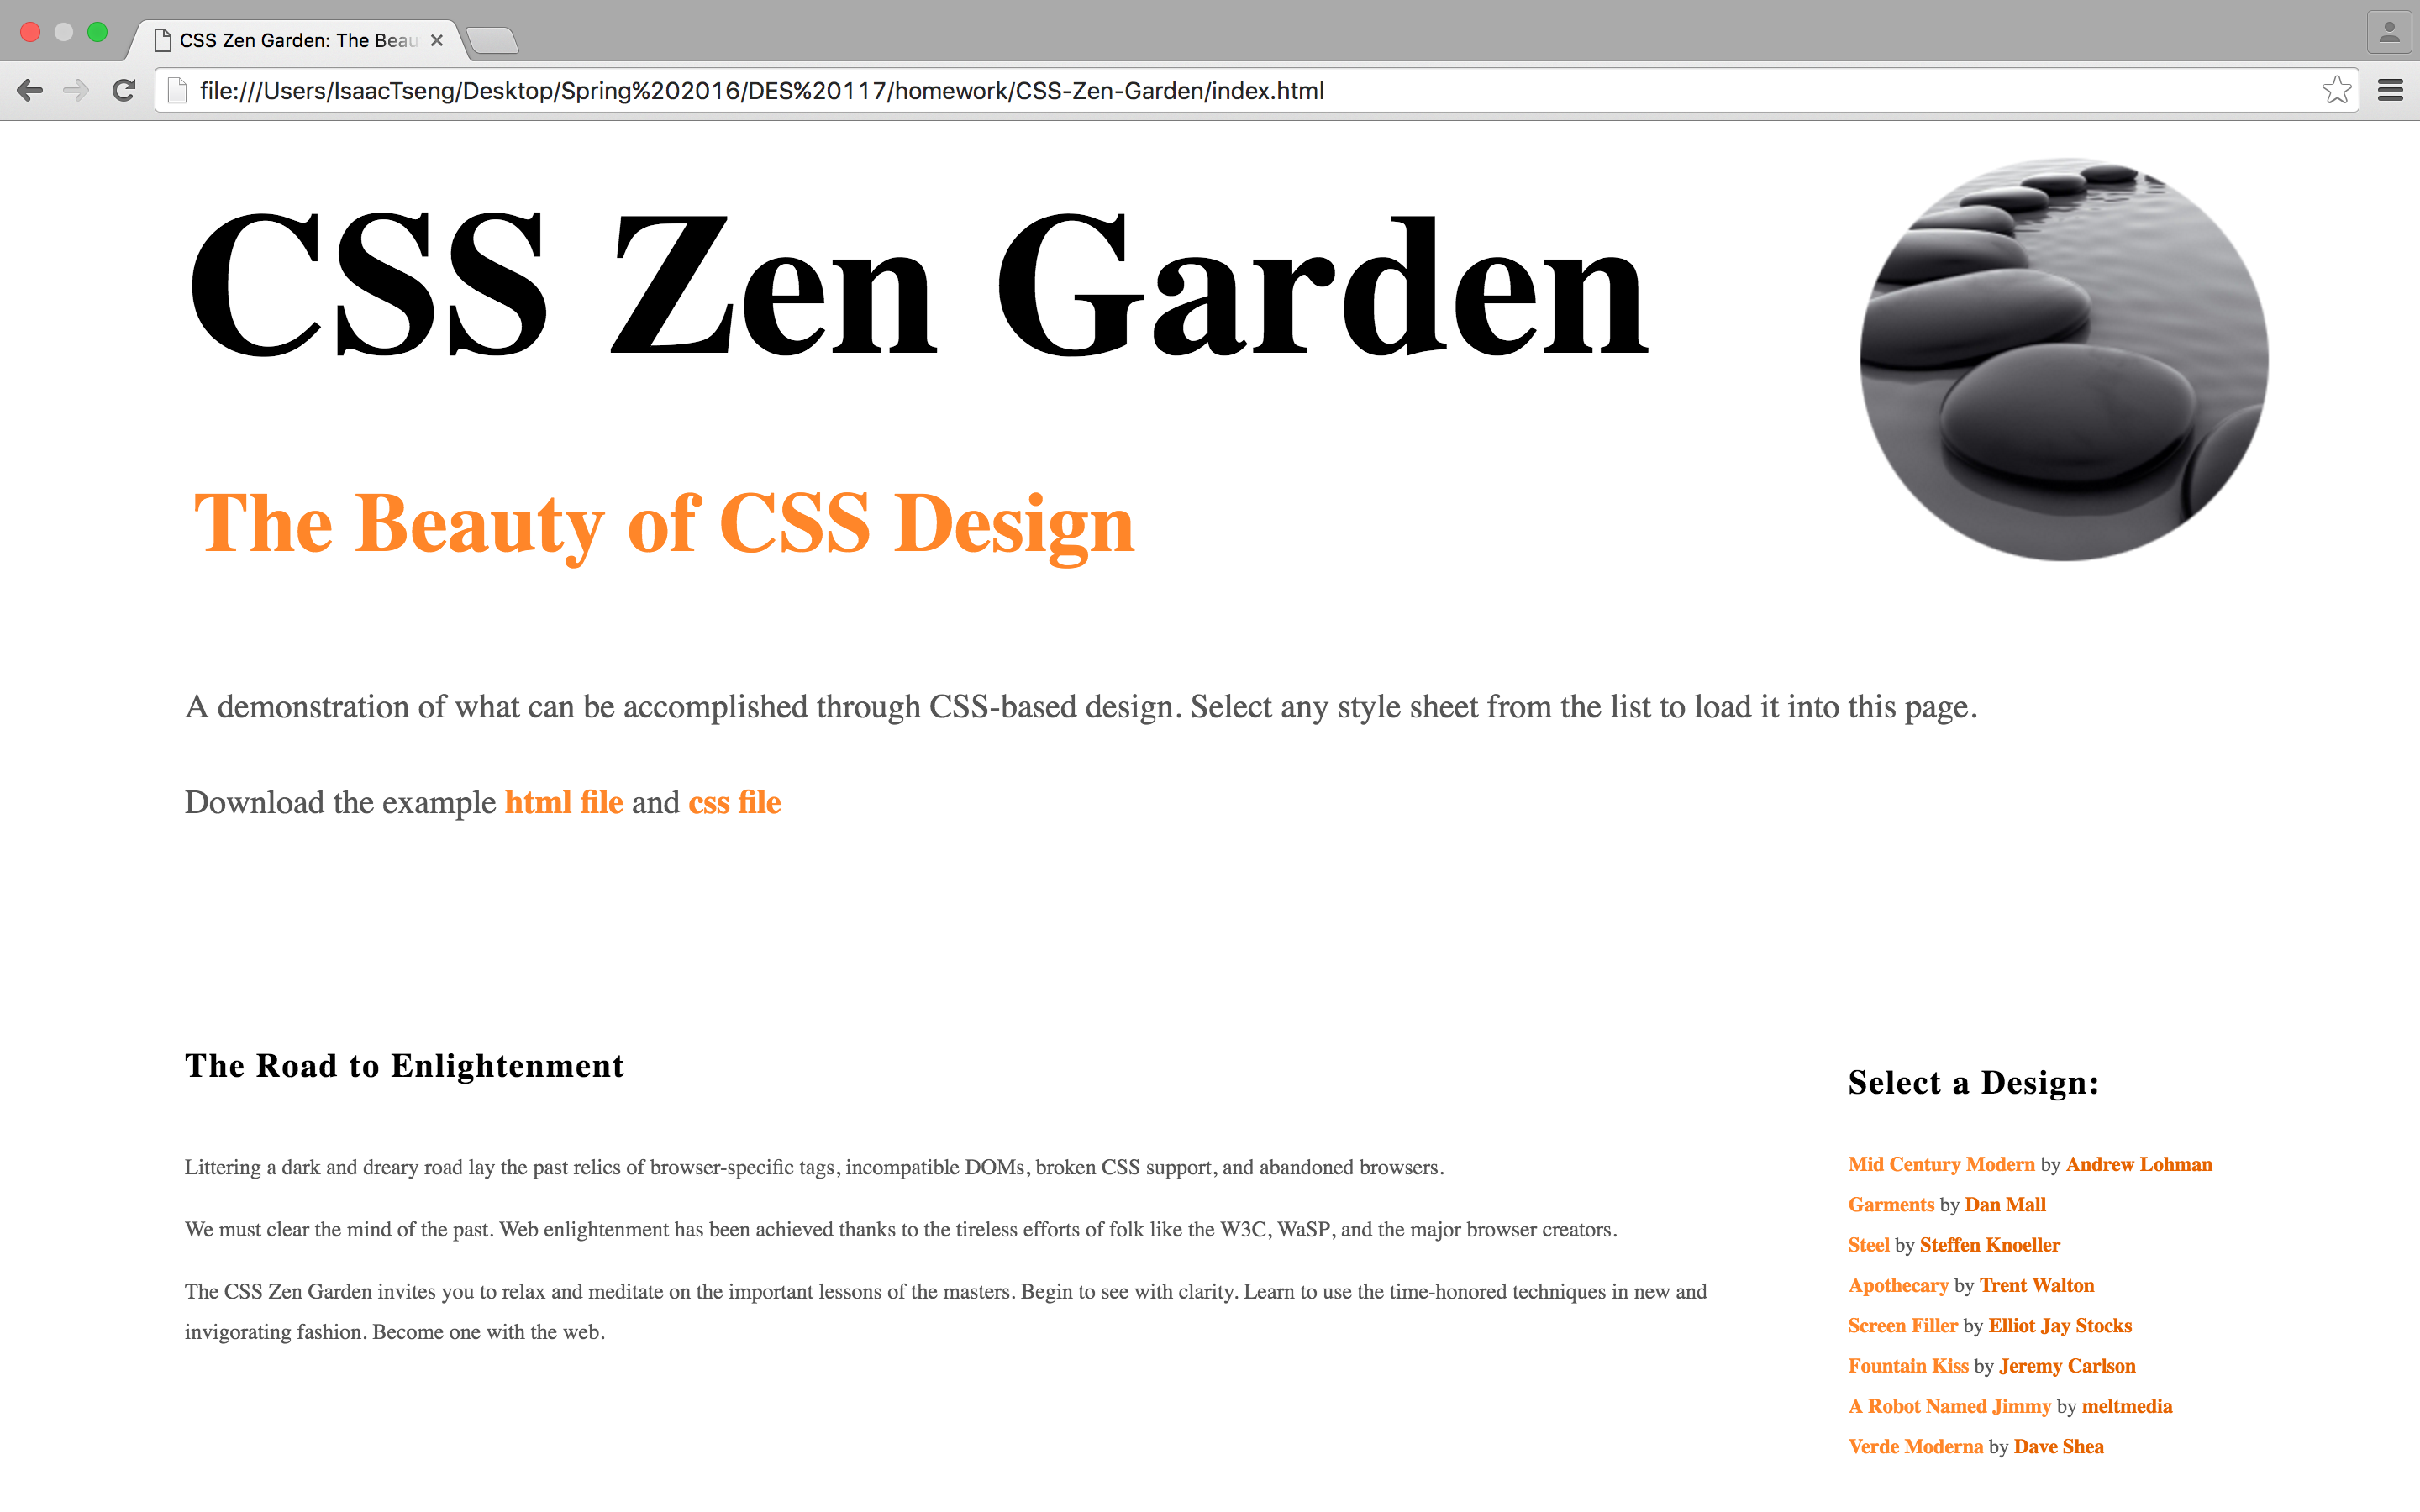 CSS Zen Garden: The Beau
file:///Users/IsaacTseng/Desktop/Spring%202016/DES%20117/homework/CSS-Zen-Garden/index.html
CSS Zen Garden
The Beauty of CSS Design
A demonstration of what can be accomplished through CSS-based design. Select any style sheet from the list to load it into this page.
Download the example html file and css file
The Road to Enlightenment
Littering a dark and dreary road lay the past relics of browser-specific tags, incompatible DOMs, broken CSS support, and abandoned browsers.
We must clear the mind of the past. Web enlightenment has been achieved thanks to the tireless efforts of folk like the W3C, WaSP, and the major browser creators.
The CSS Zen Garden invites you to relax and meditate on the important lessons of the masters. Begin to see with clarity. Learn to use the time-honored techniques in new and
invigorating fashion. Become one with the web.
Select a Design:
Mid Century Modern by Andrew Lohman
Garments by Dan Mall
Steel by Steffen Knoeller
Apothecary by Trent Walton
Screen Filler by Elliot Jay Stocks
Fountain Kiss by Jeremy Carlson
A Robot Named Jimmy by meltmedia
Verde Moderna by Dave Shea